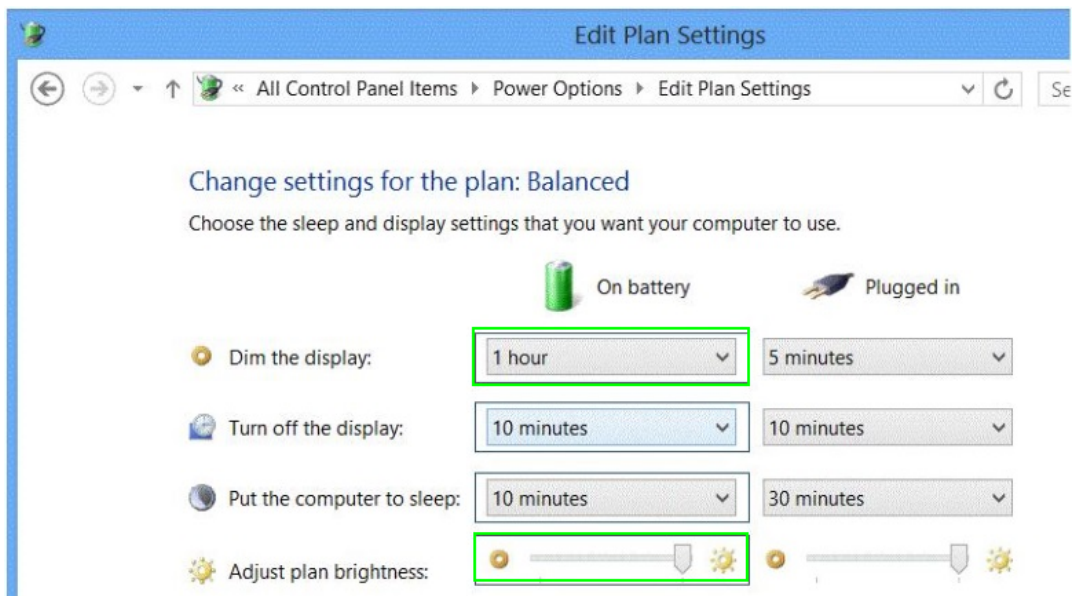 Edit Plan Settings
« All Control Panel Items Power Options Edit Plan Settings
Change settings for the plan: Balanced
Choose the sleep and display settings that you want your computer to use.
On battery Plugged in
Dim the display: 1 hour 5 minutes
Turn off the display: 10 minutes 10 minutes
Put the computer to sleep: 10 minutes 30 minutes
Adjust plan brightness: